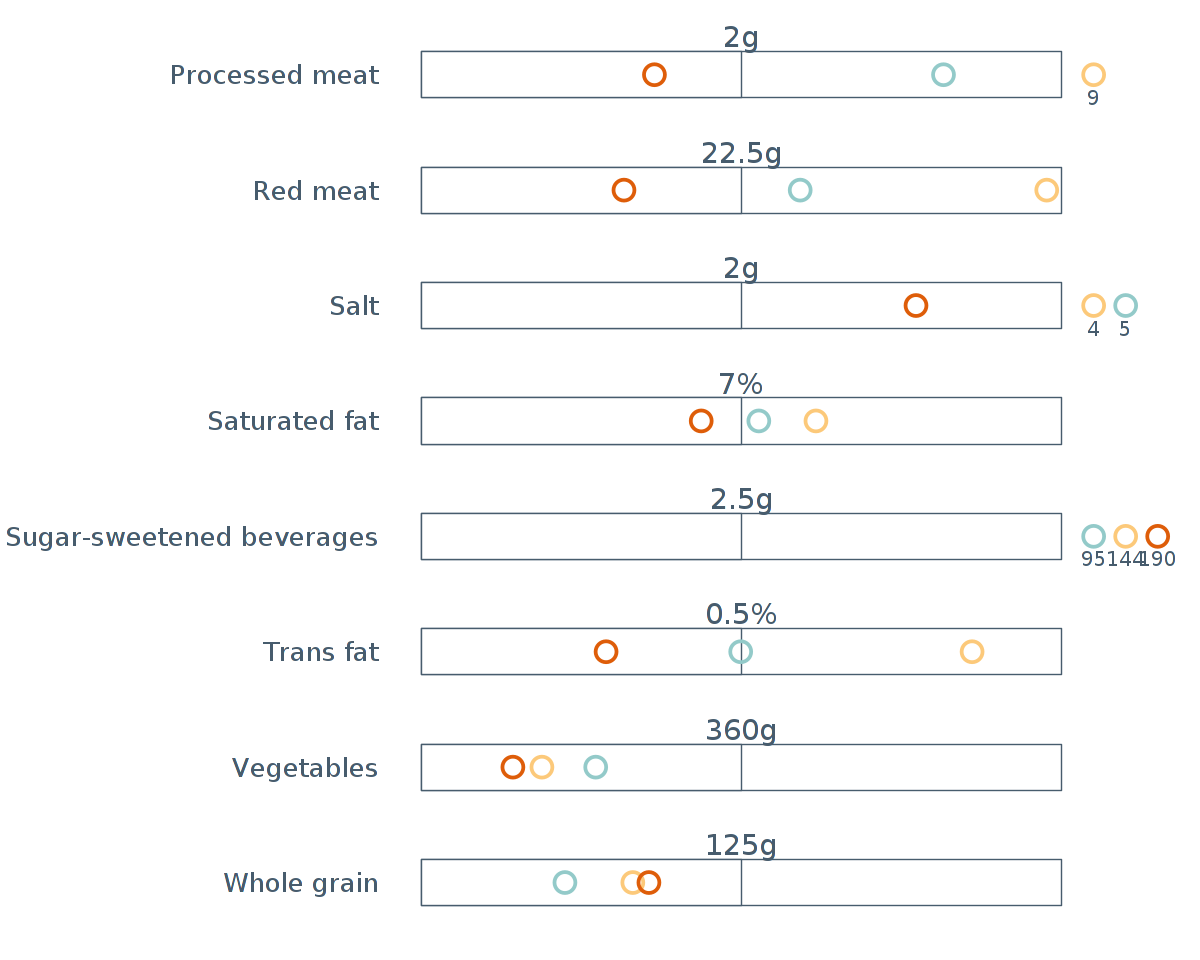 2g
Processed meat
9
22.5g
Red meat
2g
Salt
4 5
7%
Saturated fat
2.5g
Sugar-sweetened beverages
95 144 190
0.5%
Trans fat
360g
Vegetables
125g
Whole grain